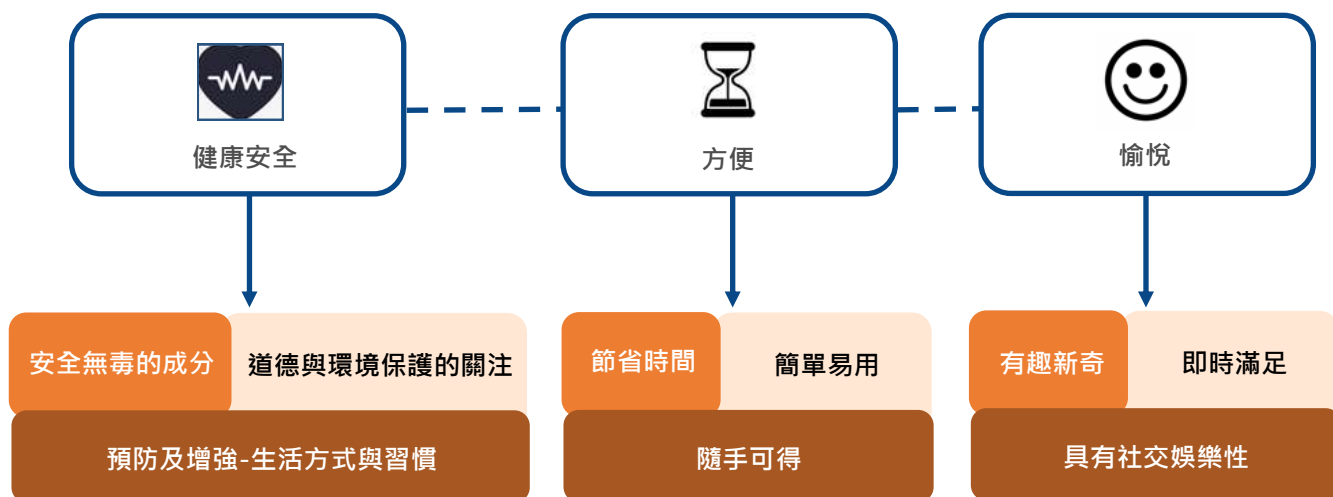 健康安全
方便
愉悅
安全無毒的成分
道德與環境保護的關注
預防及增強-生活方式與習慣
節省時間
簡單易用
隨手可得
有趣新奇
即時滿足
具有社交娛樂性